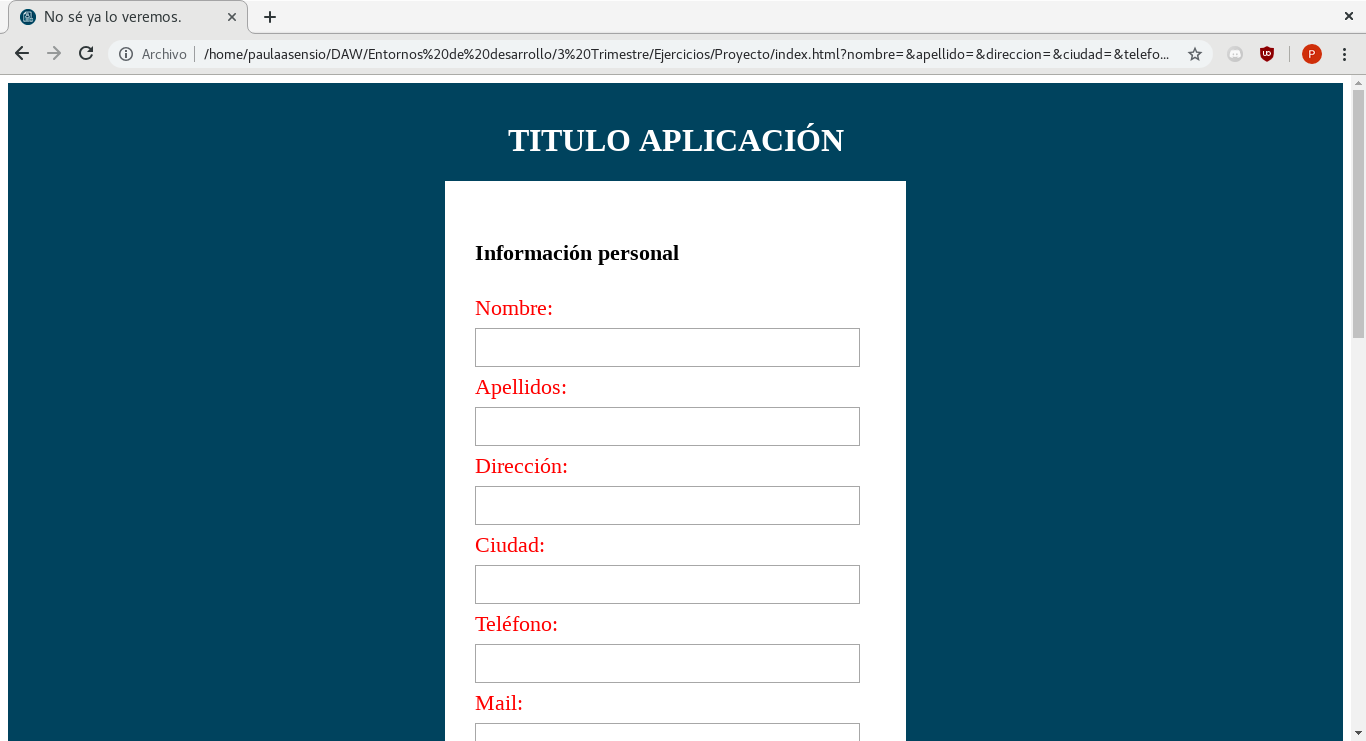 No sé ya lo veremos.
Archivo
/home/paulaasensio/DAW/Entornos%20de%20desarrollo/3%20Trimestre/Ejercicios/Proyecto/index.html?nombre=&apellido=&direccion=&ciudad=&telefo...
P
TITULO APLICACIÓN
Información personal
Nombre:
Apellidos:
Dirección:
Ciudad:
Teléfono:
Mail: